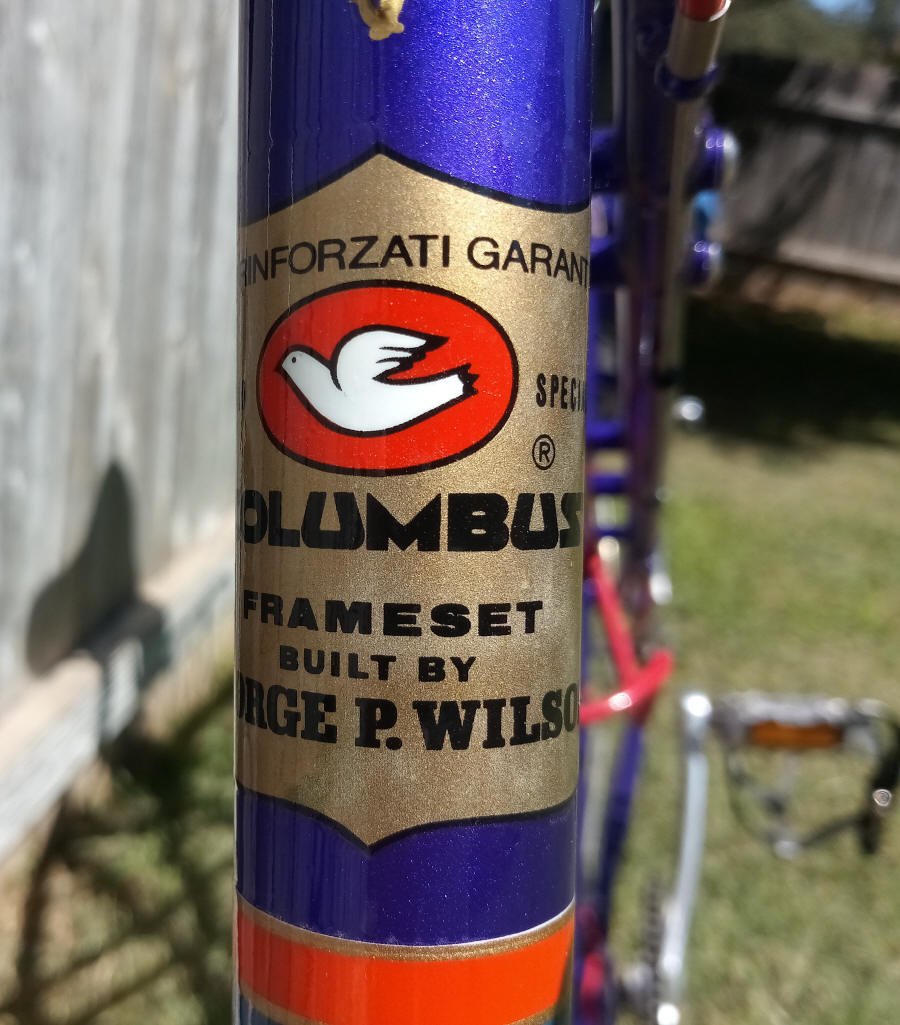 RINFORZATI GARANT
SPECI
®
OLUMBUS
FRAMESET
BUILT BY
ORGE P. WILSO